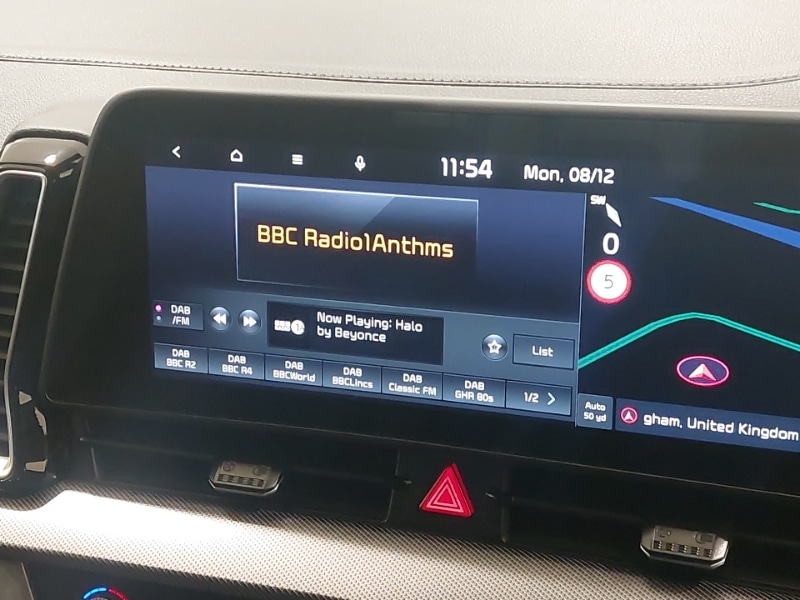 11:54
Mon, 08/12
SW
BBC Radio1Anthms
0
5
DAB
/FM
Now Playing: Halo
by Beyonce
List
DAB
BBC R2
DAB
BBC R4
DAB
BBCWorld
DAB
BBCLincs
DAB
Classic FM
DAB
GHR 80s
1/2
Auto
50 yd
gham, United Kingdom